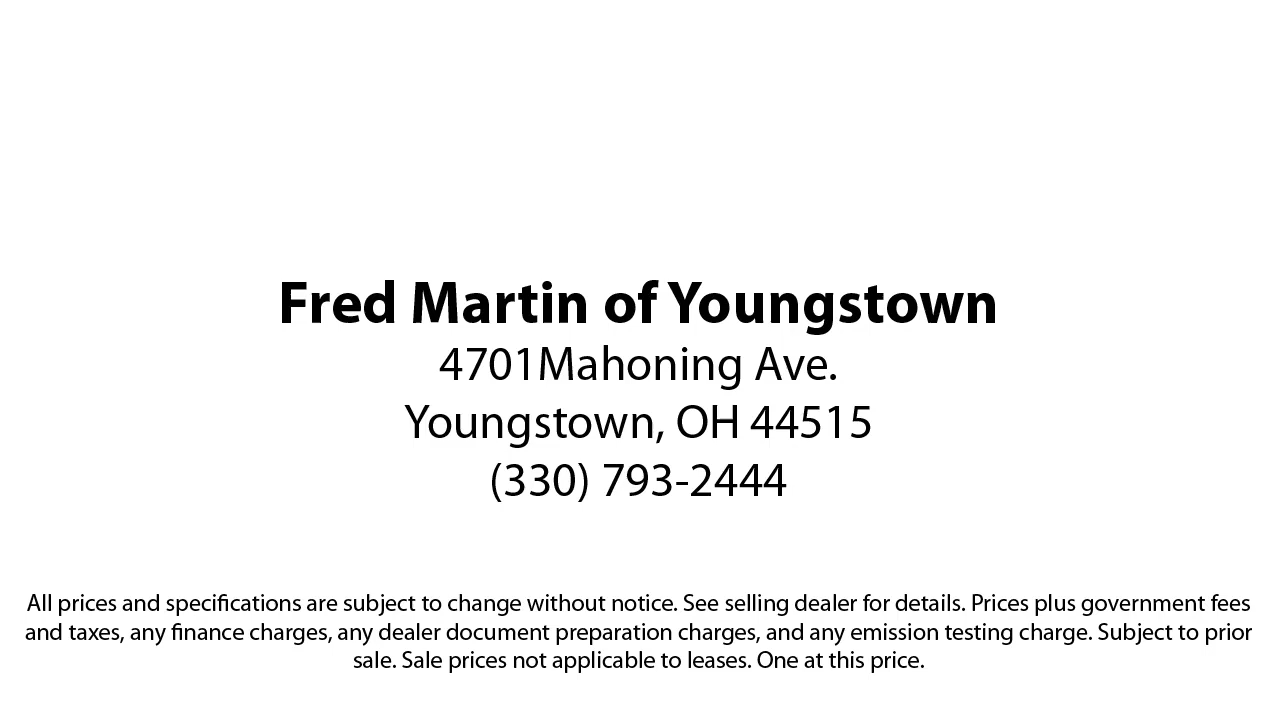 Fred Martin of Youngstown
4701Mahoning Ave.
Youngstown, OH 44515
(330) 793-2444
All prices and specifications are subject to change without notice. See selling dealer for details. Prices plus government fees
and taxes, any finance charges, any dealer document preparation charges, and any emission testing charge. Subject to prior
sale. Sale prices not applicable to leases. One at this price.